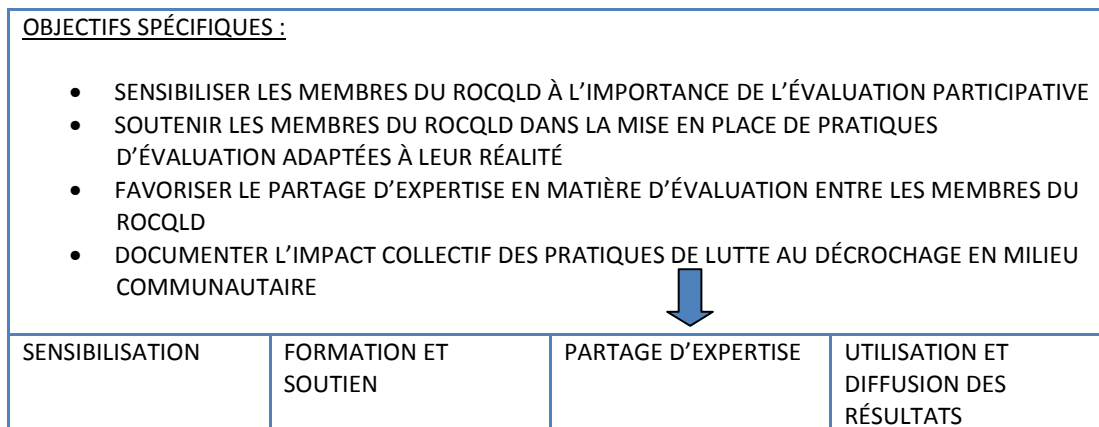 OBJECTIFS SPÉCIFIQUES :
• SENSIBILISER LES MEMBRES DU ROCQLD À L'IMPORTANCE DE L'ÉVALUATION PARTICIPATIVE
• SOUTENIR LES MEMBRES DU ROCQLD DANS LA MISE EN PLACE DE PRATIQUES
D'ÉVALUATION ADAPTÉES À LEUR RÉALITÉ
• FAVORISER LE PARTAGE D'EXPERTISE EN MATIÈRE D'ÉVALUATION ENTRE LES MEMBRES DU
ROCQLD
• DOCUMENTER L'IMPACT COLLECTIF DES PRATIQUES DE LUTTE AU DÉCROCHAGE EN MILIEU
COMMUNAUTAIRE
SENSIBILISATION
FORMATION ET
SOUTIEN
PARTAGE D'EXPERTISE
UTILISATION ET
DIFFUSION DES
RÉSULTATS